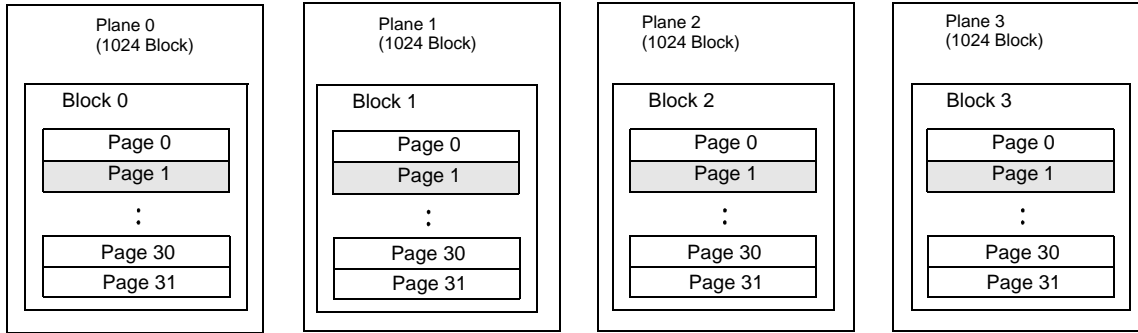 Plane 0
(1024 Block)
Block 0
Page 0
Page 1
Page 30
Page 31
Plane 1
(1024 Block)
Block 1
Page 0
Page 1
Page 30
Page 31
Plane 2
(1024 Block)
Block 2
Page 0
Page 1
Page 30
Page 31
Plane 3
(1024 Block)
Block 3
Page 0
Page 1
Page 30
Page 31